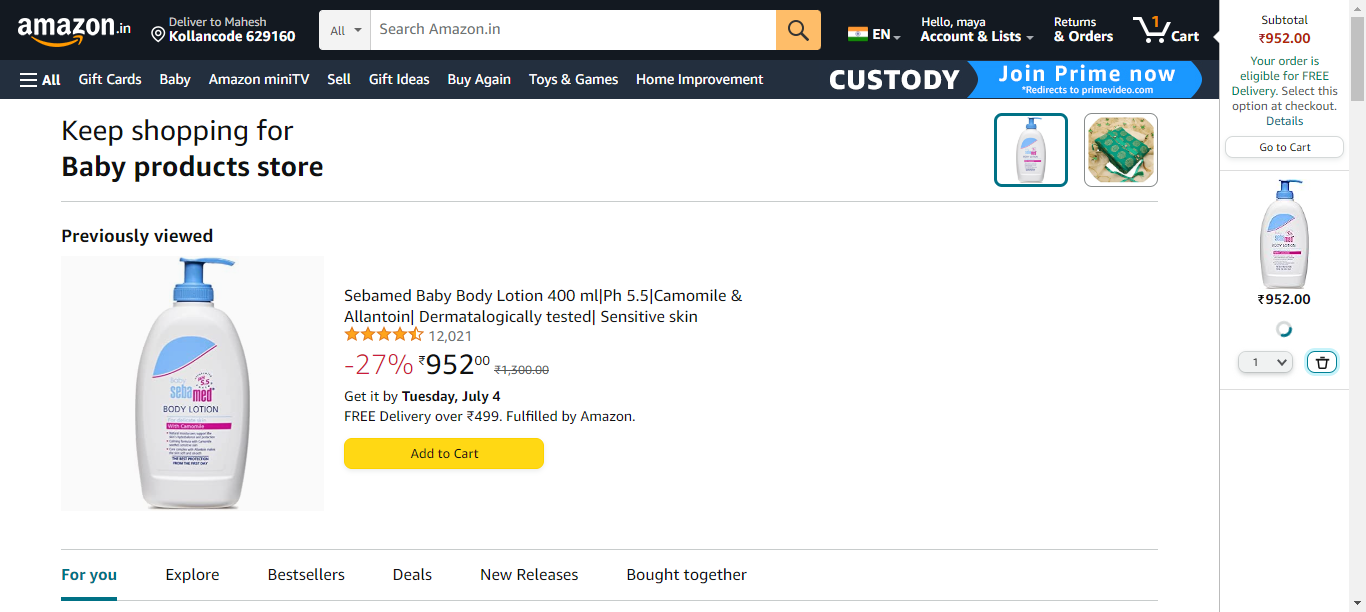 amazon.in
Deliver to Mahesh
Kollancode 629160
All
Search Amazon.in
EN
Hello, maya
Account & Lists
Returns
& Orders
1
Cart
All
Gift Cards
Baby
Amazon miniTV
Sell
Gift Ideas
Buy Again
Toys & Games
Home Improvement
CUSTODY
Join Prime now
*Redirects to primevideo.com
Subtotal
₹952.00
Your order is
eligible for FREE
Delivery. Select this
option at checkout.
Details
Go to Cart
₹952.00
1
Keep shopping for
Baby products store
Previously viewed
Baby
sebamed
pH
5.5
BODY LOTION
With Camomile
THE BEST PROTECTION
FROM THE FIRST DAY
Sebamed Baby Body Lotion 400 ml|Ph 5.5|Camomile &
Allantoin| Dermatalogically tested| Sensitive skin
12,021
-27% ₹95200 ₹1,300.00
Get it by Tuesday, July 4
FREE Delivery over ₹499. Fulfilled by Amazon.
Add to Cart
For you
Explore
Bestsellers
Deals
New Releases
Bought together